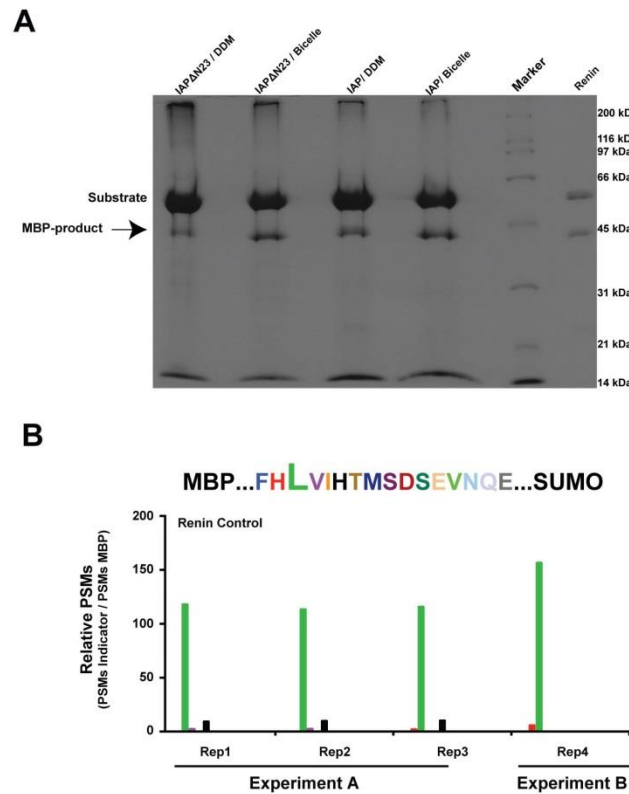 A
IAPΔN23 / DDM
IAPΔN23 / Bicelle
IAP/ DDM
IAP/ Bicelle
Marker
Renin
200 kDa
116 kDa
97 kDa
Substrate
66 kDa
MBP-product
45 kDa
31 kDa
21 kDa
14 kDa
B
MBP...FHLVIHTMSDSEVNQE...SUMO
Renin Control
Relative PSMs
(PSMs Indicator / PSMs MBP)
200
150
100
50
0
Rep1 Rep2 Rep3 Rep4
Experiment A Experiment B